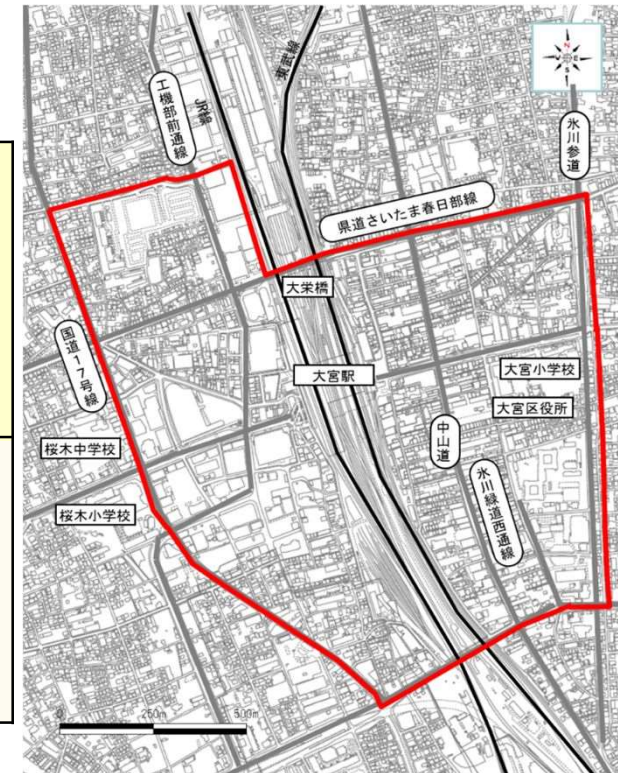 N
W
E
S
東武線
JR線
工機部前通線
氷川参道
県道さいたま春日部線
大栄橋
国道17号線
大宮駅
大宮小学校
大宮区役所
中山道
氷川緑道西通線
桜木中学校
桜木小学校
0 250m 500m